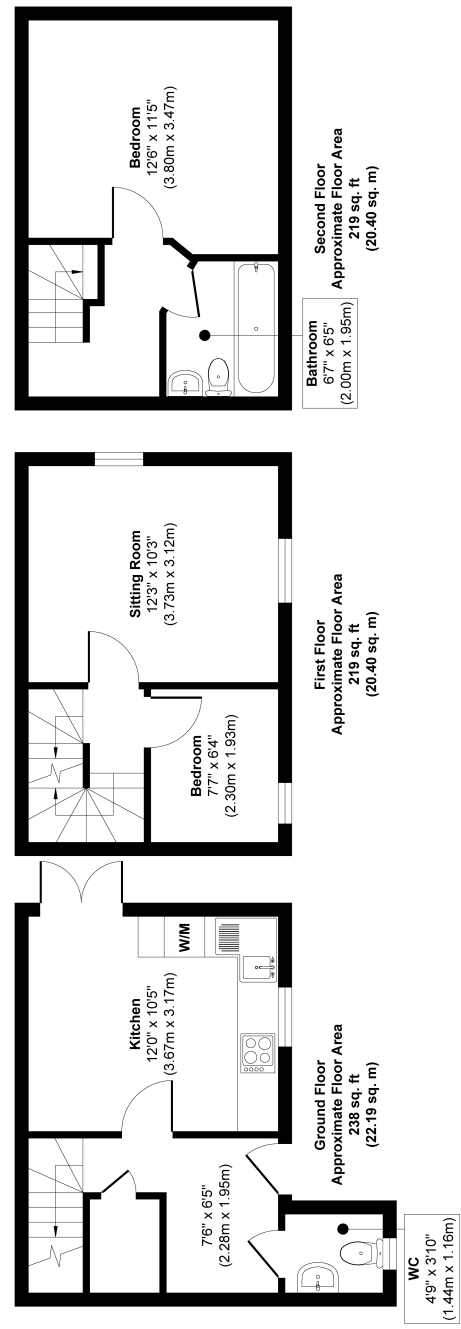 Kitchen
12'0" x 10'5"
(3.67m x 3.17m)
W/M
7'6" x 6'5"
(2.28m x 1.95m)
WC
4'9" x 3'10"
(1.44m x 1.16m)
Ground Floor
Approximate Floor Area
238 sq. ft
(22.19 sq. m)
Sitting Room
12'3" x 10'3"
(3.73m x 3.12m)
Bedroom
7'7" x 6'4"
(2.30m x 1.93m)
First Floor
Approximate Floor Area
219 sq. ft
(20.40 sq. m)
Bedroom
12'6" x 11'5"
(3.80m x 3.47m)
Bathroom
6'7" x 6'5"
(2.00m x 1.95m)
Second Floor
Approximate Floor Area
219 sq. ft
(20.40 sq. m)